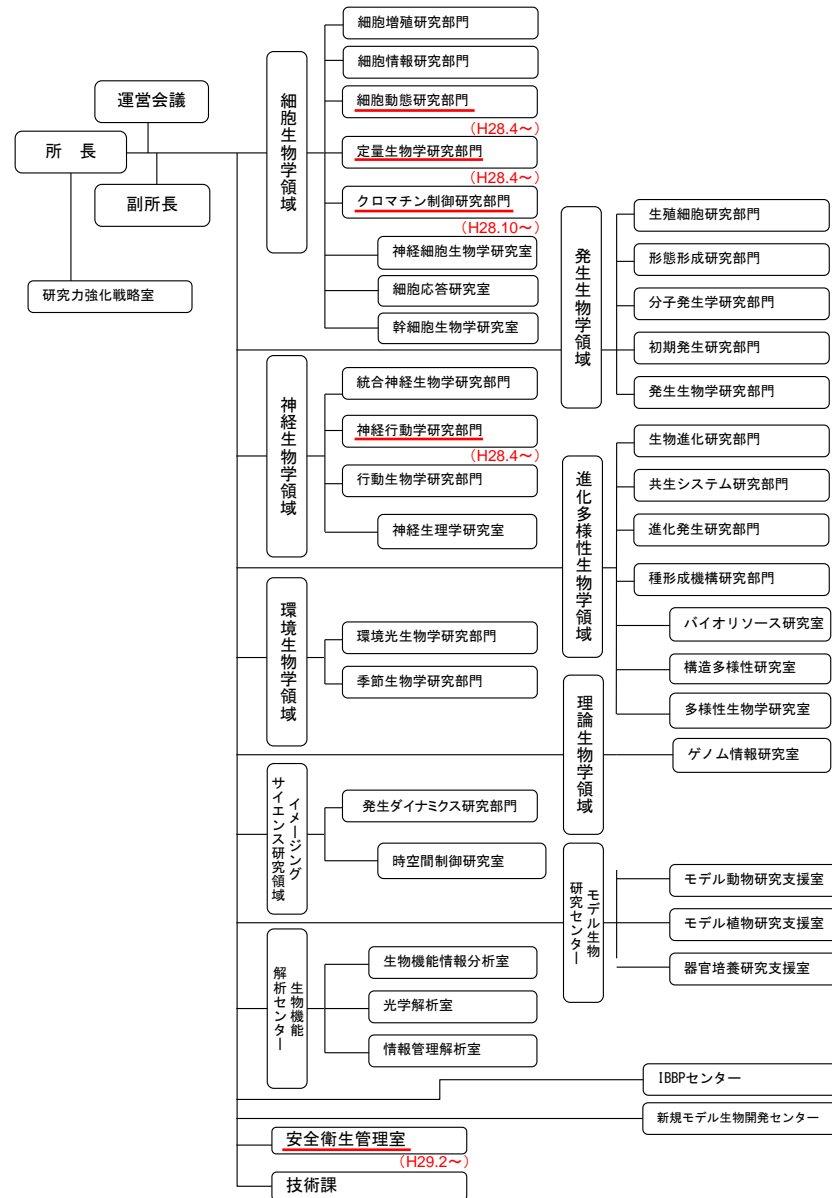 運営会議
所　長
副所長
研究力強化戦略室
細胞生物学領域
細胞増殖研究部門
細胞情報研究部門
細胞動態研究部門
（H28.4～）
定量生物学研究部門
（H28.4～）
クロマチン制御研究部門
（H28.10～）
神経細胞生物学研究室
細胞応答研究室
幹細胞生物学研究室
発生生物学領域
生殖細胞研究部門
形態形成研究部門
分子発生学研究部門
初期発生研究部門
発生生物学研究部門
神経生物学領域
統合神経生物学研究部門
神経行動学研究部門
（H28.4～）
行動生物学研究部門
神経生理学研究室
進化多様性生物学領域
生物進化研究部門
共生システム研究部門
進化発生研究部門
種形成機構研究部門
バイオリソース研究室
構造多様性研究室
多様性生物学研究室
環境生物学領域
環境光生物学研究部門
季節生物学研究部門
理論生物学領域
ゲノム情報研究室
イメージング
サイエンス研究領域
発生ダイナミクス研究部門
時空間制御研究室
モデル生物
研究センター
モデル動物研究支援室
モデル植物研究支援室
器官培養研究支援室
生物機能
解析センター
生物機能情報分析室
光学解析室
情報管理解析室
IBBPセンター
新規モデル生物開発センター
安全衛生管理室
（H29.2～）
技術課